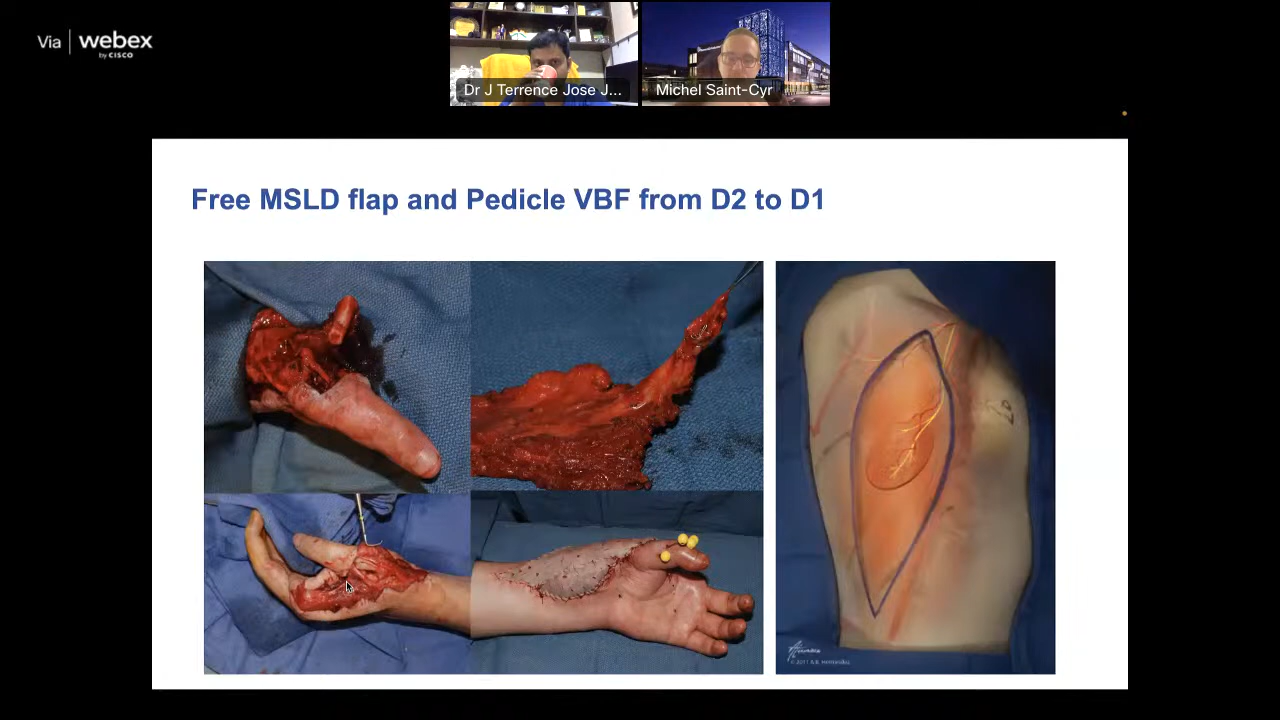 Via | webex
by CISCO
Dr J Terrence Jose J...
Michel Saint-Cyr
Free MSLD flap and Pedicle VBF from D2 to D1